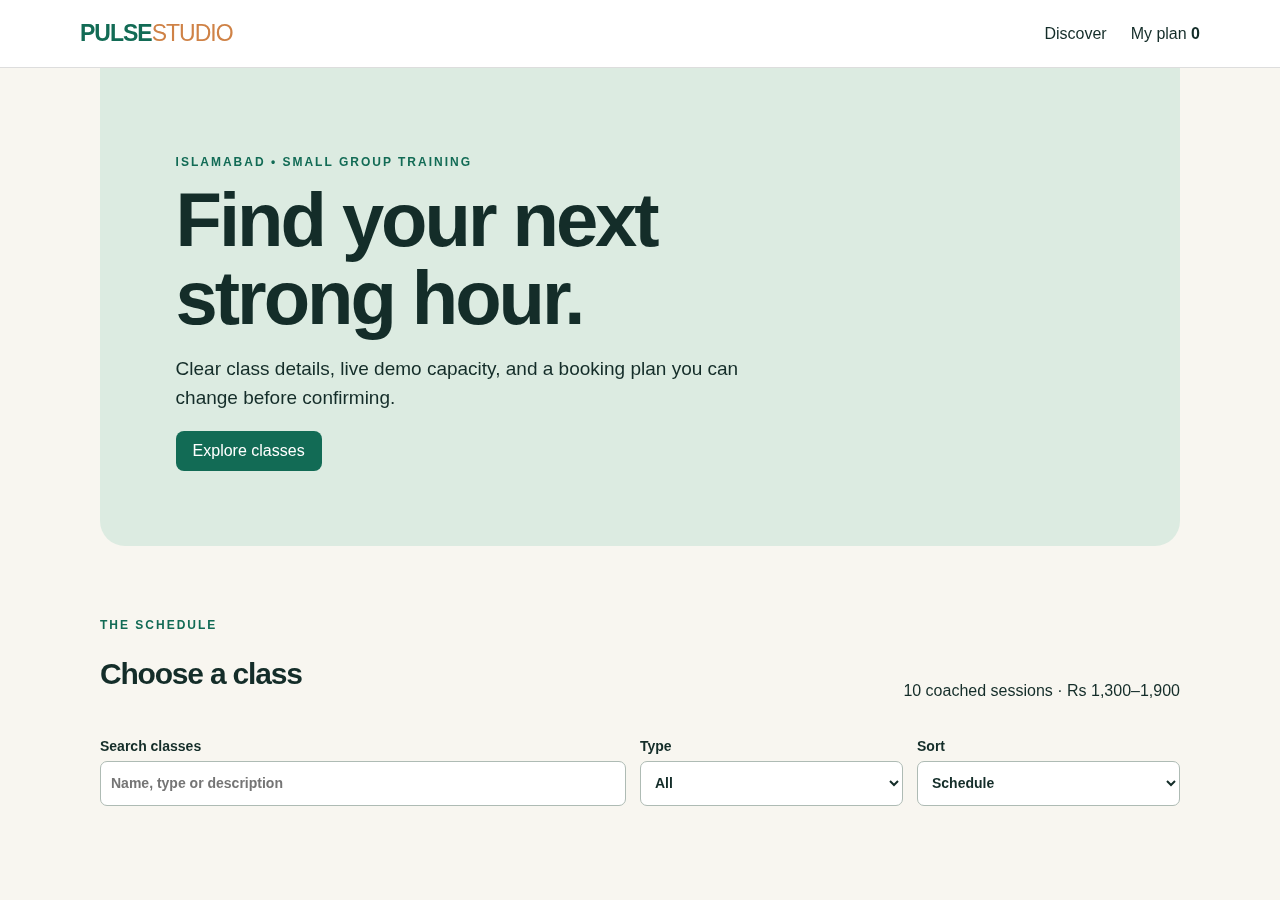 PULSESTUDIO
Discover
My plan 0
ISLAMABAD • SMALL GROUP TRAINING
Find your next
strong hour.
Clear class details, live demo capacity, and a booking plan you can
change before confirming.
Explore classes
THE SCHEDULE
Choose a class
10 coached sessions · Rs 1,300–1,900
Search classes
Name, type or description
Type
All
Sort
Schedule